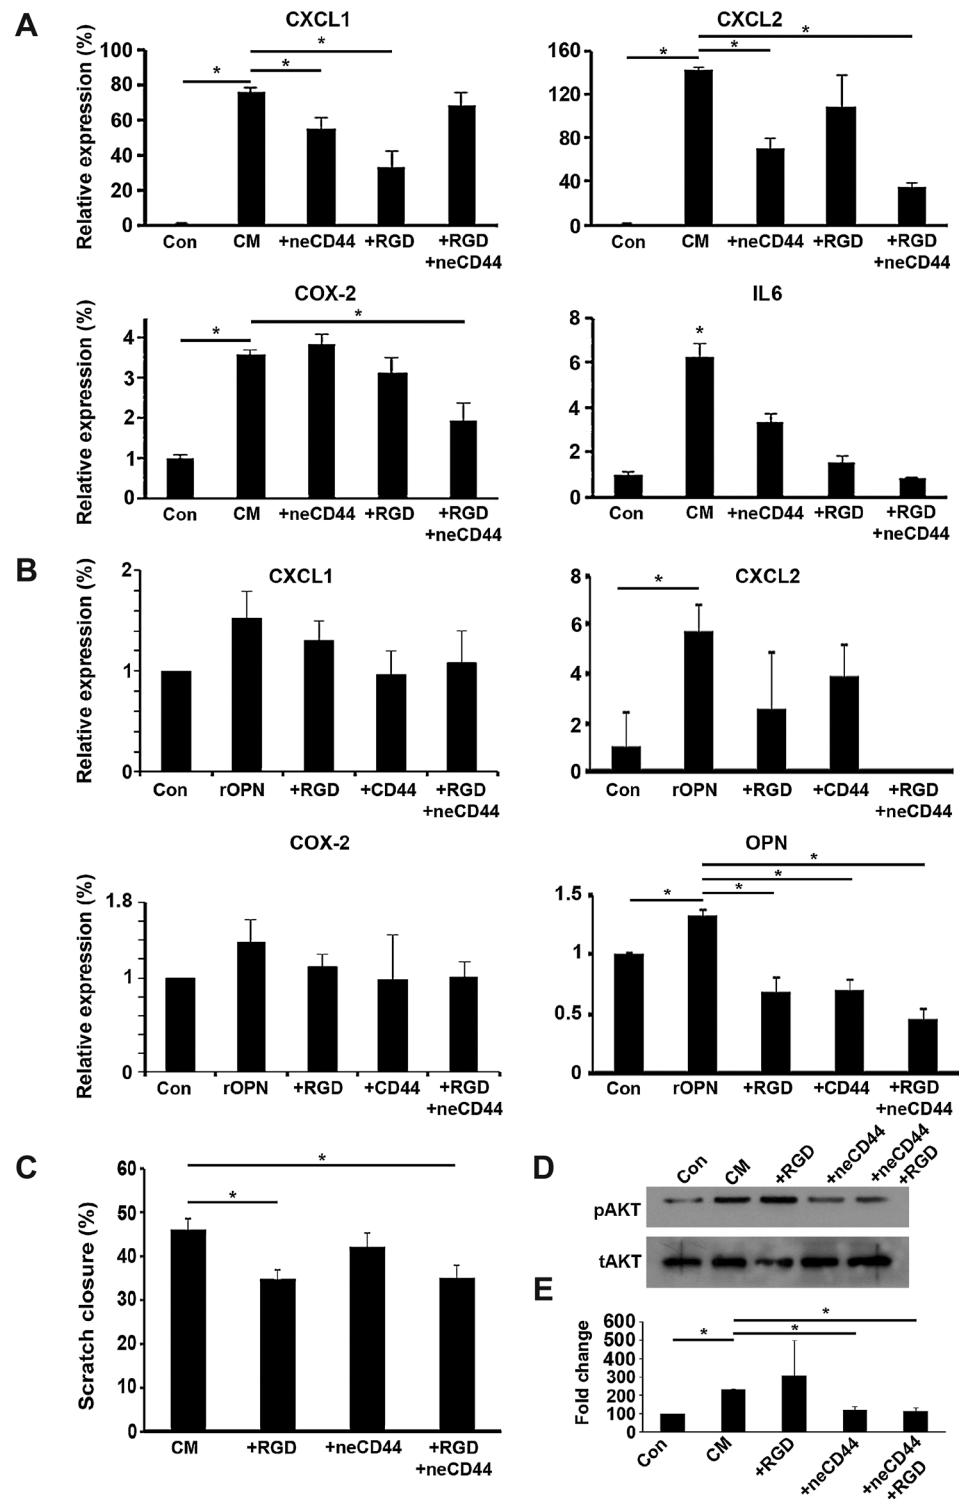 A
CXCL1
Relative expression (%)
100
80
60
40
20
0
*
*
*
Con CM +neCD44 +RGD +RGD
+neCD44
CXCL2
160
120
80
40
0
*
*
*
Con CM +neCD44 +RGD +RGD
+neCD44
COX-2
Relative expression (%)
4
3
2
1
0
*
*
Con CM +neCD44 +RGD +RGD
+neCD44
IL6
8
6
4
2
0
*
Con CM +neCD44 +RGD +RGD
+neCD44
B
CXCL1
Relative expression (%)
2
1
0
Con rOPN +RGD +CD44 +RGD
+neCD44
CXCL2
8
6
4
2
0
*
Con rOPN +RGD +CD44 +RGD
+neCD44
COX-2
Relative expression (%)
1.8
1
0
Con rOPN +RGD +CD44 +RGD
+neCD44
OPN
1.5
1
0.5
0
*
*
*
*
Con rOPN +RGD +CD44 +RGD
+neCD44
C
Scratch closure (%)
60
50
40
30
20
10
0
*
*
CM +RGD +neCD44 +RGD
+neCD44
D
Con CM +RGD +neCD44 +neCD44
+RGD
pAKT
tAKT
E
Fold change
600
500
400
300
200
100
0
*
*
*
Con CM +RGD +neCD44 +neCD44
+RGD